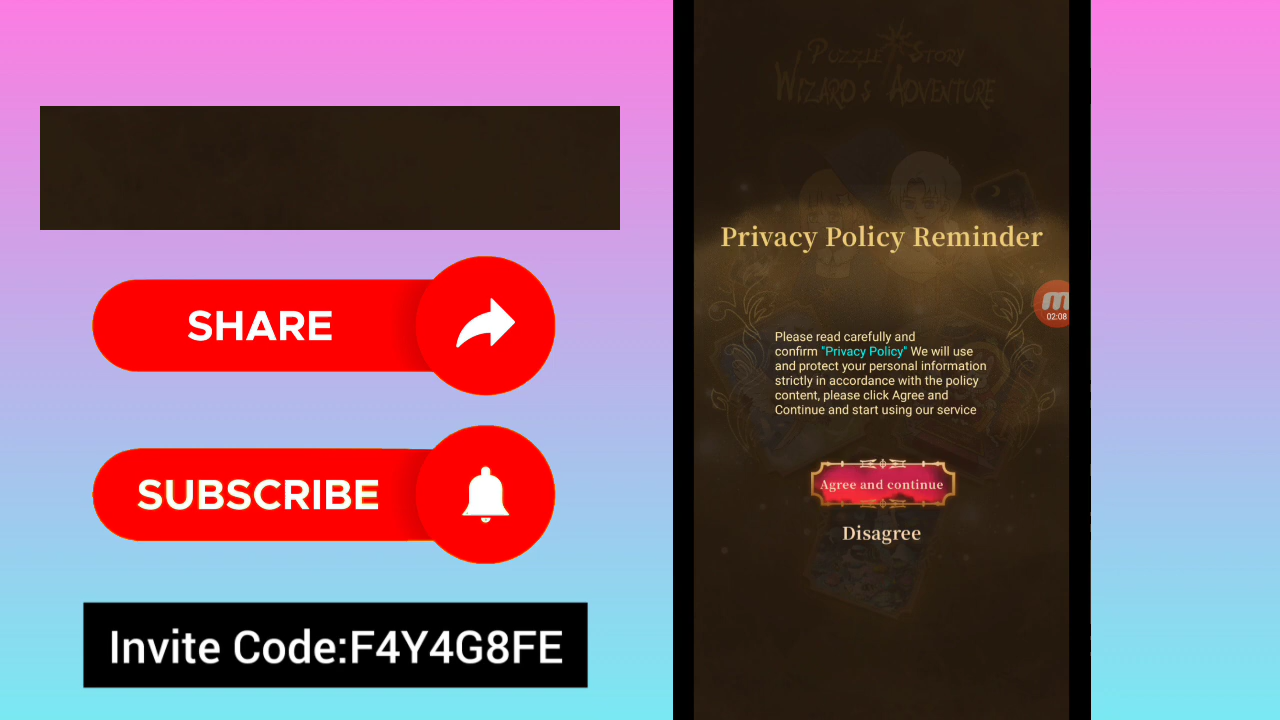 SHARE
SUBSCRIBE
Invite Code:F4Y4G8FE
PUZZLE STORY
WIZARD'S ADVENTURE
Privacy Policy Reminder
02:08
Please read carefully and
confirm "Privacy Policy" We will use
and protect your personal information
strictly in accordance with the policy
content, please click Agree and
Continue and start using our service
Agree and continue
Disagree